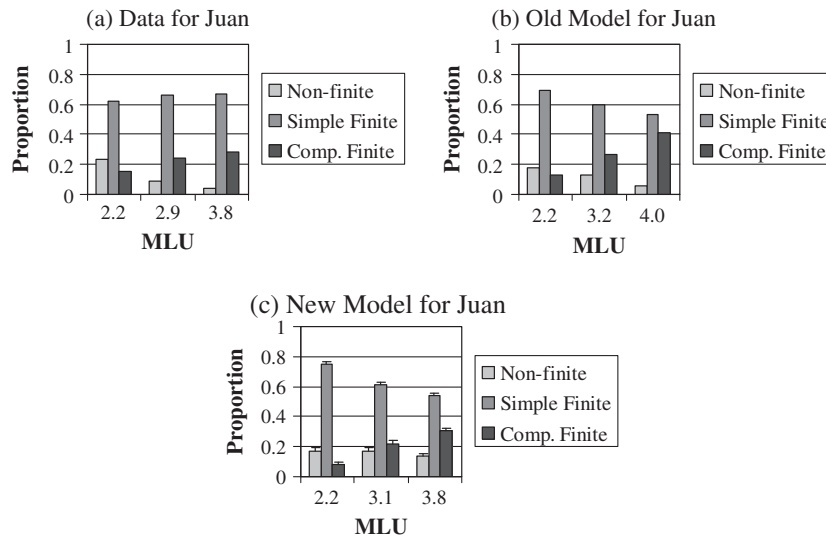 (a) Data for Juan
1
0.8
0.6
0.4
0.2
0
Proportion
2.2 2.9 3.8
MLU
Non-finite
Simple Finite
Comp. Finite
(b) Old Model for Juan
1
0.8
0.6
0.4
0.2
0
Proportion
2.2 3.2 4.0
MLU
Non-finite
Simple Finite
Comp. Finite
(c) New Model for Juan
1
0.8
0.6
0.4
0.2
0
Proportion
2.2 3.1 3.8
MLU
Non-finite
Simple Finite
Comp. Finite